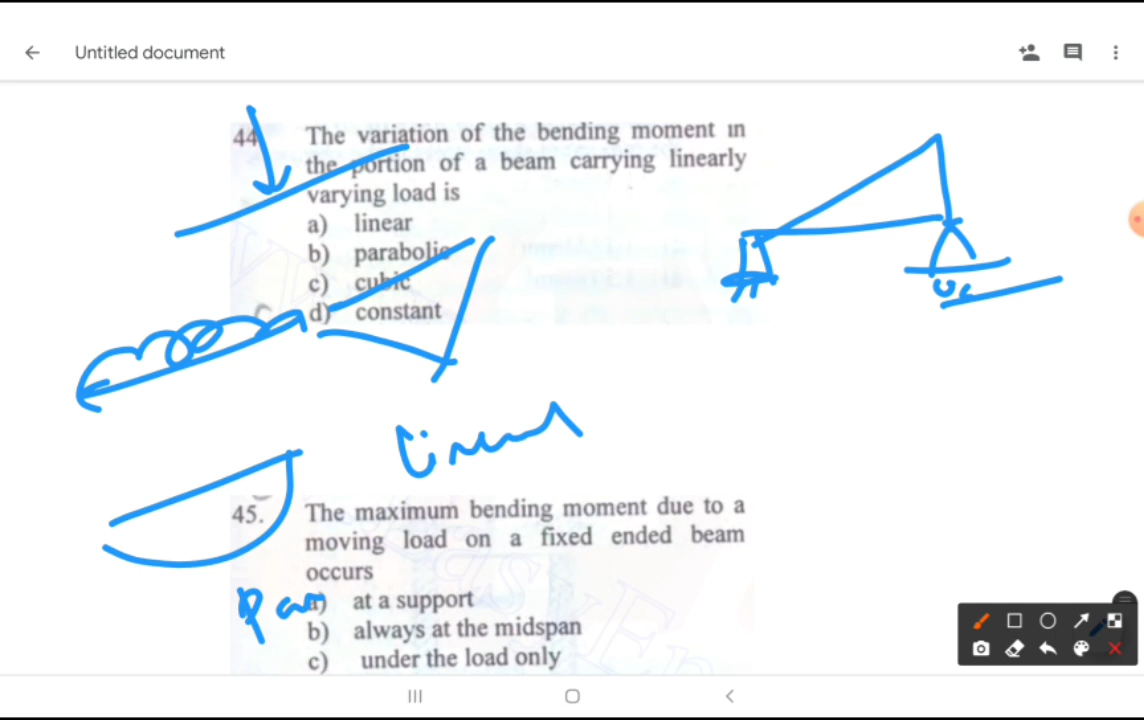 Untitled document
44. The variation of the bending moment in
the portion of a beam carrying linearly
varying load is
a) linear
b) parabolic
c) cubic
d) constant
Linear
45. The maximum bending moment due to a
moving load on a fixed ended beam
occurs
a) at a support
b) always at the midspan
c) under the load only
Par